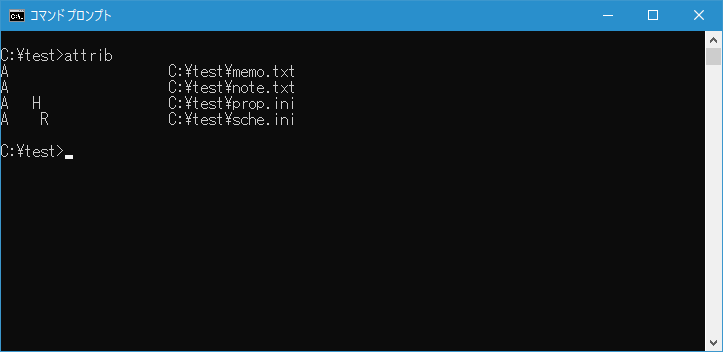 コマンド プロンプト
C:¥test>attrib
A                    C:¥test¥memo.txt
A                    C:¥test¥note.txt
A   H                C:¥test¥prop.ini
A    R               C:¥test¥sche.ini
C:¥test>